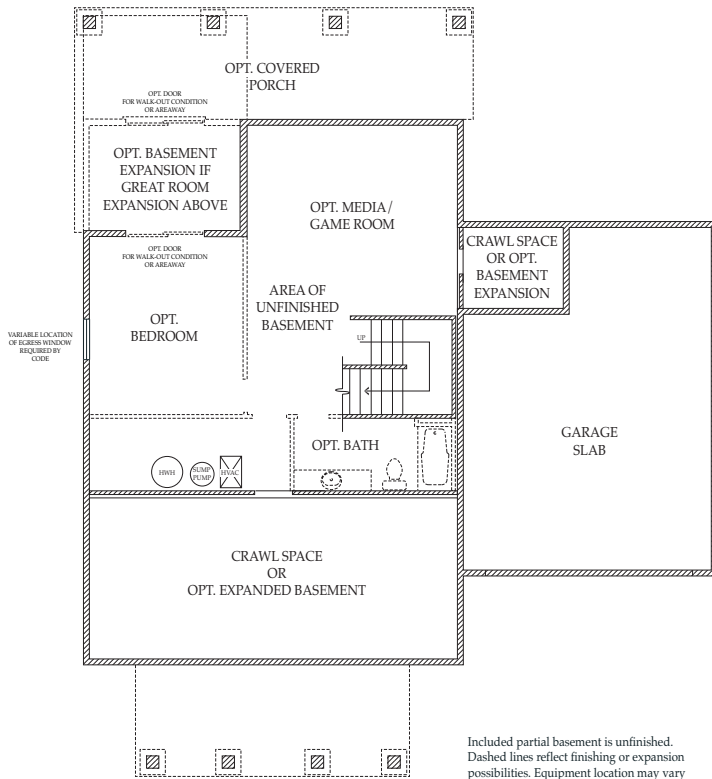 OPT. COVERED
PORCH
OPT. DOOR
FOR WALK-OUT CONDITION
OR AREAWAY
OPT. BASEMENT
EXPANSION IF
GREAT ROOM
EXPANSION ABOVE
OPT. MEDIA/
GAME ROOM
CRAWL SPACE
OR OPT.
BASEMENT
EXPANSION
OPT. DOOR
FOR WALK-OUT CONDITION
OR AREAWAY
AREA OF
UNFINISHED
BASEMENT
OPT.
BEDROOM
VARIABLE LOCATION
OF EGRESS WINDOW
REQUIRED BY
CODE
UP
GARAGE
SLAB
OPT. BATH
HWH
SUMP
PUMP
HVAC
CRAWL SPACE
OR
OPT. EXPANDED BASEMENT
Included partial basement is unfinished.
Dashed lines reflect finishing or expansion
possibilities. Equipment location may vary